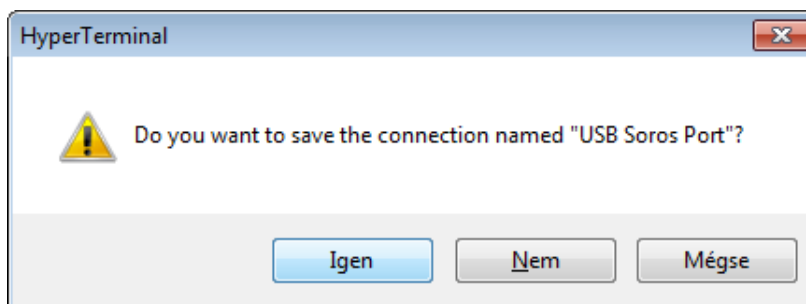 HyperTerminal
Do you want to save the connection named "USB Soros Port"?
Igen
Nem
Mégse